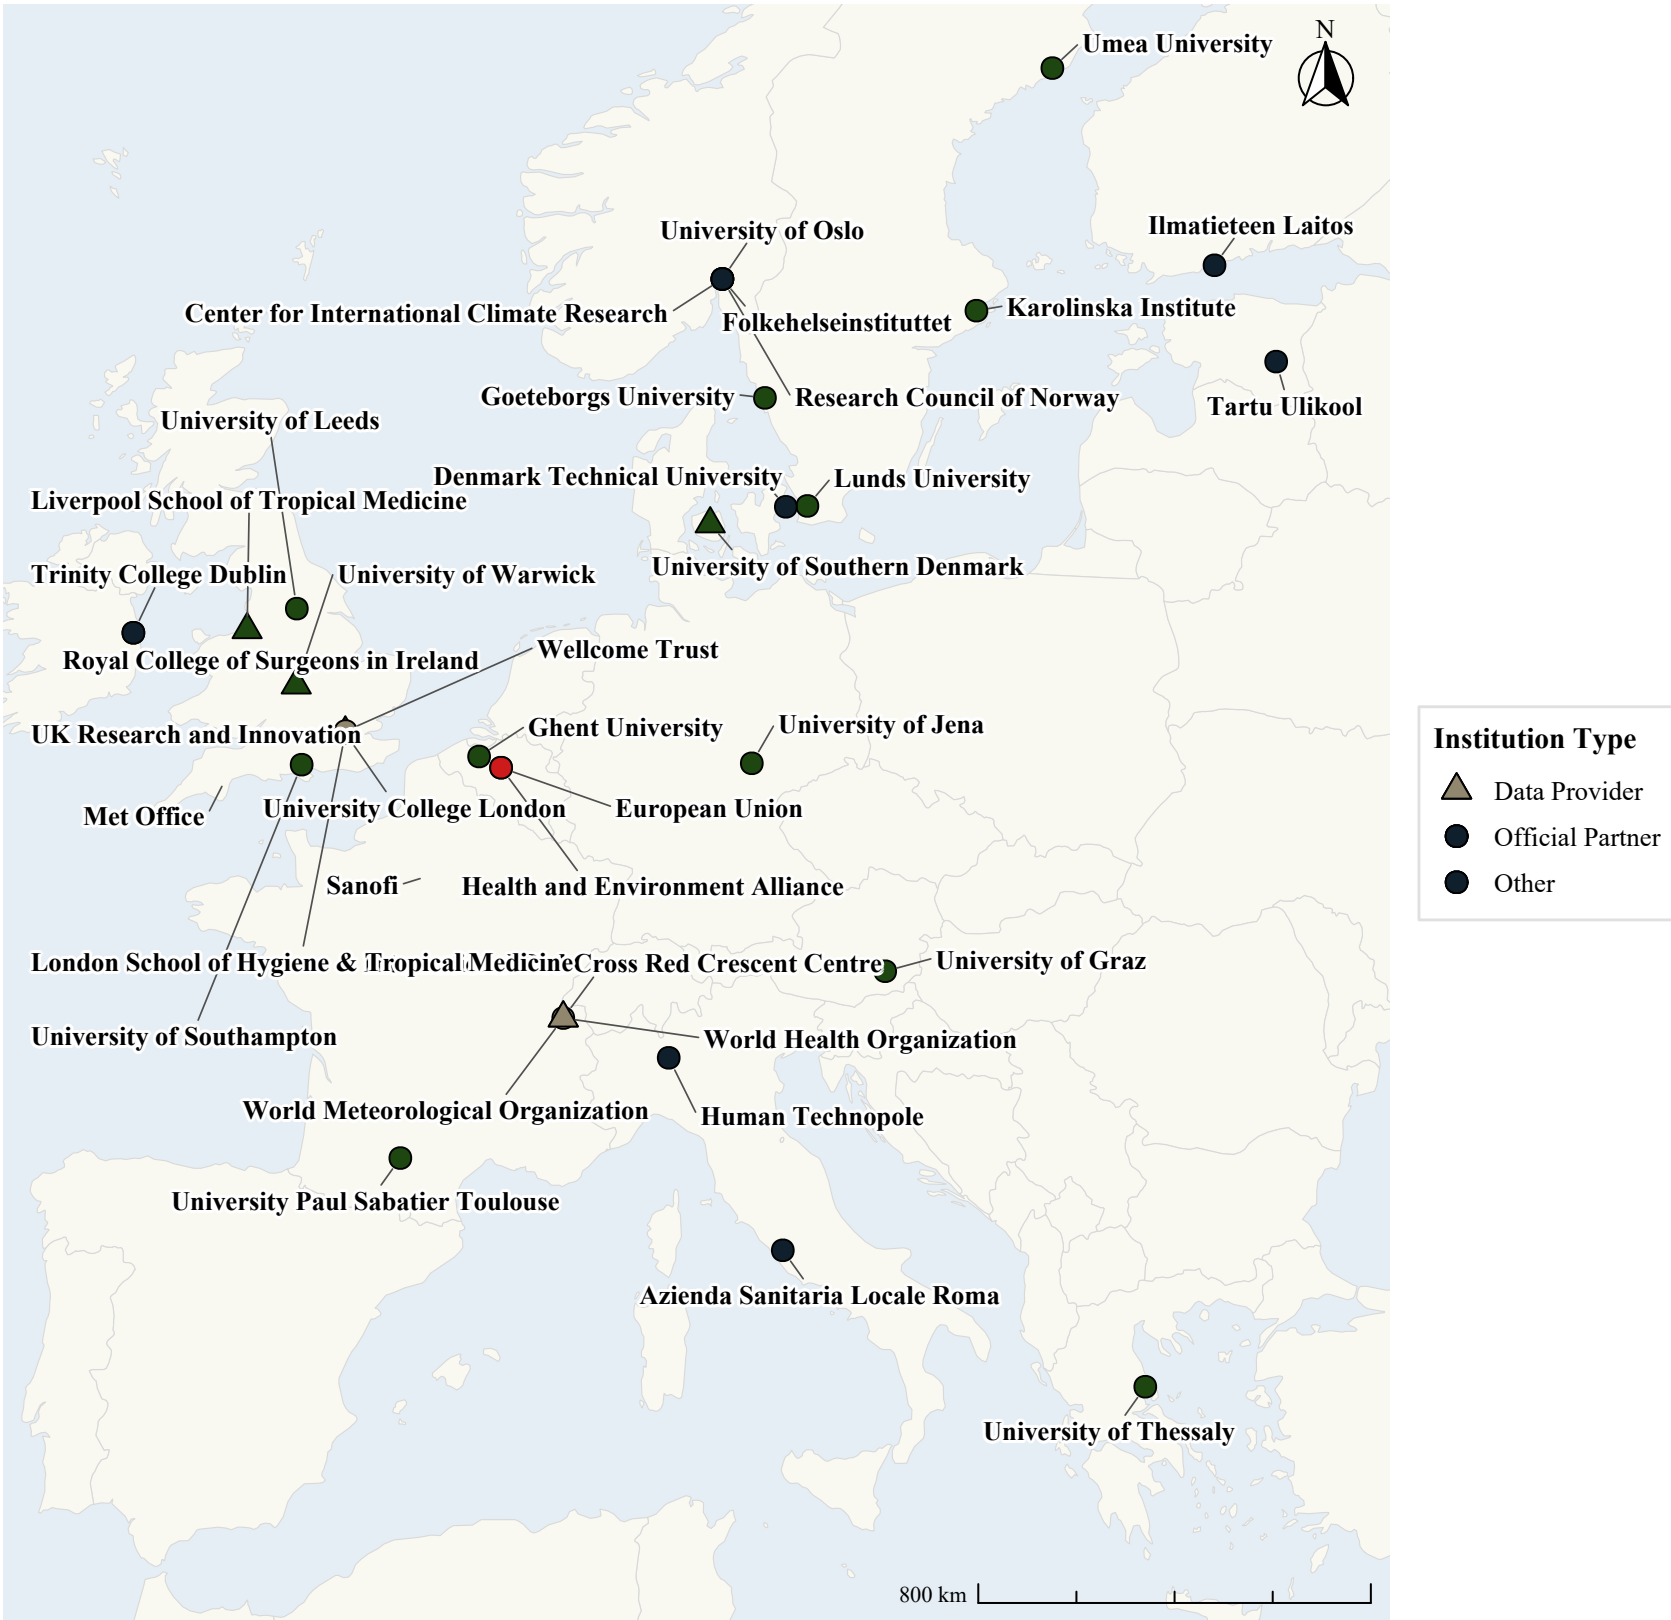 Umea University
N
University of Oslo
Ilmatieteen Laitos
Center for International Climate Research
Folkehelseinstituttet
Karolinska Institute
Goeteborgs University
Research Council of Norway
Tartu Ulikool
University of Leeds
Denmark Technical University
Lunds University
Liverpool School of Tropical Medicine
University of Southern Denmark
Trinity College Dublin
University of Warwick
Royal College of Surgeons in Ireland
Wellcome Trust
UK Research and Innovation
Ghent University
University of Jena
Met Office
University College London
European Union
Sanofi
Health and Environment Alliance
London School of Hygiene & Tropical Medicine
Cross Red Crescent Centre
University of Graz
University of Southampton
World Health Organization
World Meteorological Organization
Human Technopole
University Paul Sabatier Toulouse
Azienda Sanitaria Locale Roma
University of Thessaly
800 km
Institution Type
Data Provider
Official Partner
Other